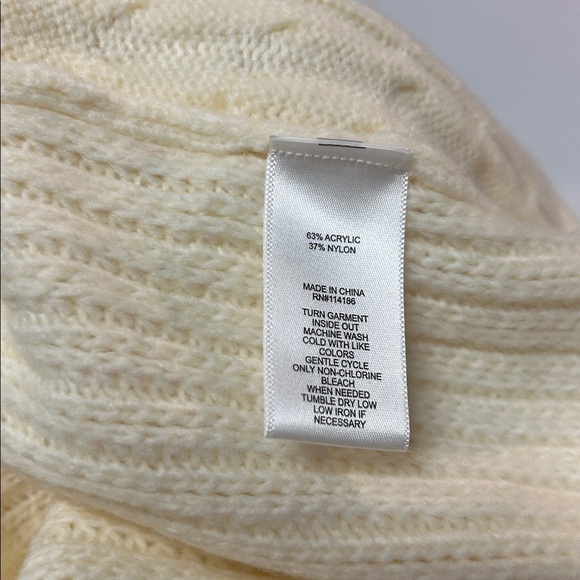 63% ACRYLIC
37% NYLON
MADE IN CHINA
RN#114186
TURN GARMENT
INSIDE OUT
MACHINE WASH
COLD WITH LIKE
COLORS
GENTLE CYCLE
ONLY NON-CHLORINE
BLEACH
WHEN NEEDED
TUMBLE DRY LOW
LOW IRON IF
NECESSARY